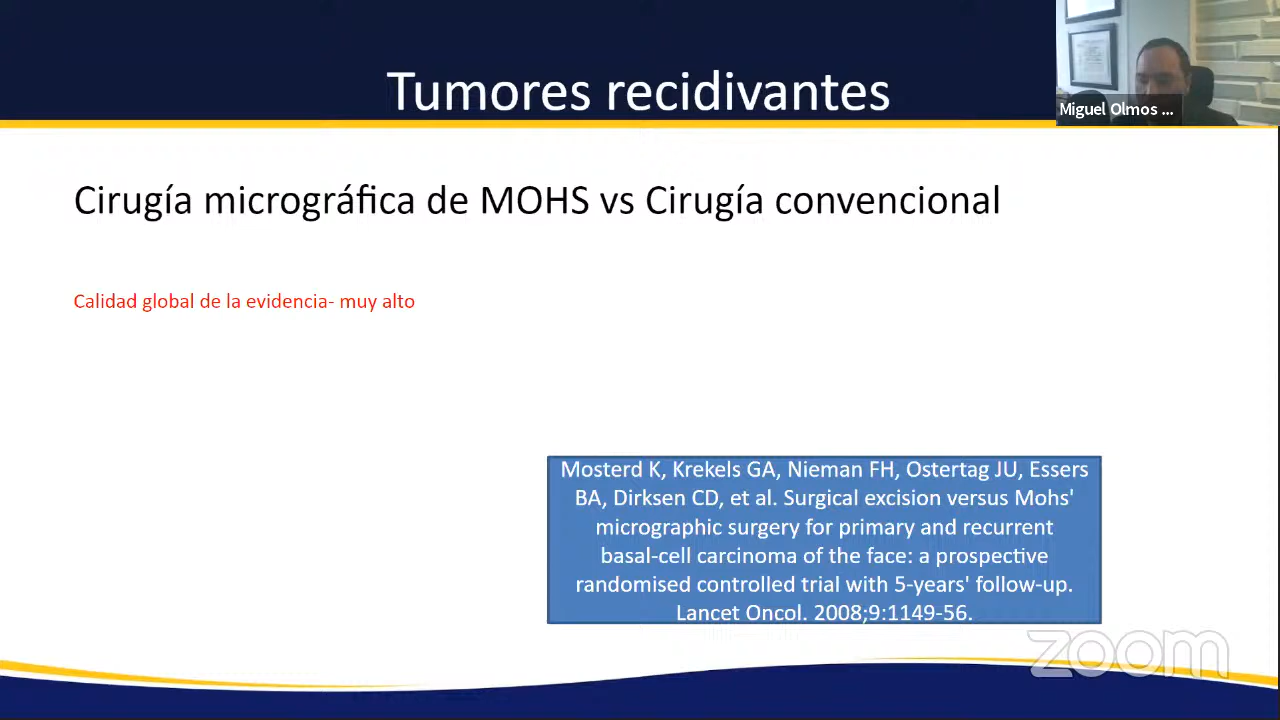 Tumores recidivantes
Miguel Olmos ...
Cirugía micrográfica de MOHS vs Cirugía convencional
Calidad global de la evidencia- muy alto
Mosterd K, Krekels GA, Nieman FH, Ostertag JU, Essers
BA, Dirksen CD, et al. Surgical excision versus Mohs'
micrographic surgery for primary and recurrent
basal-cell carcinoma of the face: a prospective
randomised controlled trial with 5-years' follow-up.
Lancet Oncol. 2008;9:1149-56.
zoom